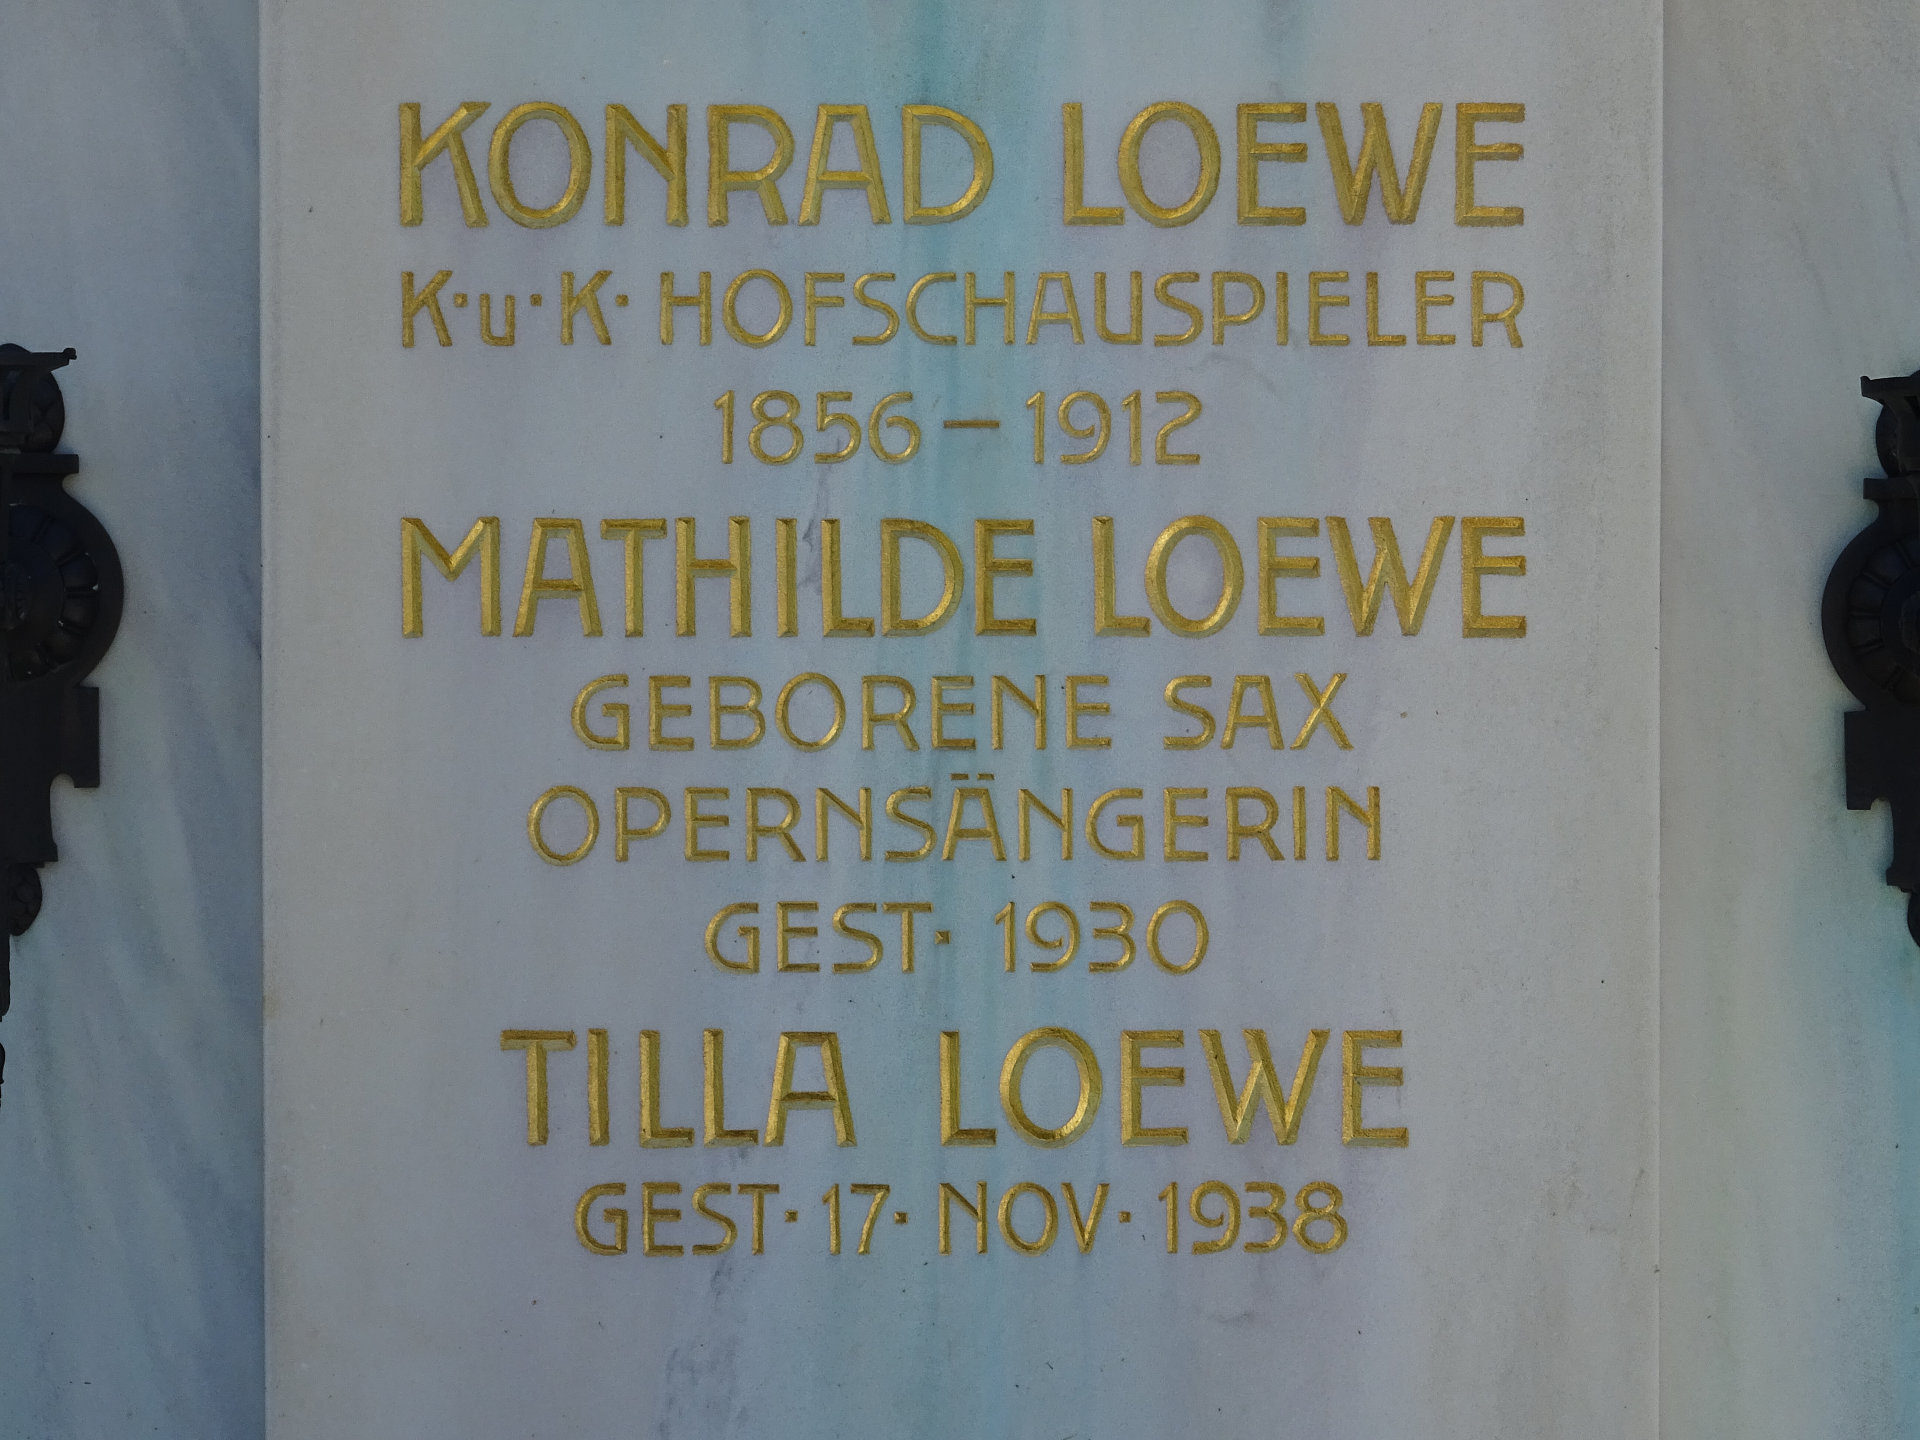 KONRAD LOEWE
K·u·K· HOFSCHAUSPIELER
1856 – 1912
MATHILDE LOEWE
GEBORENE SAX
OPERNSÄNGERIN
GEST· 1930
TILLA LOEWE
GEST· 17· NOV· 1938